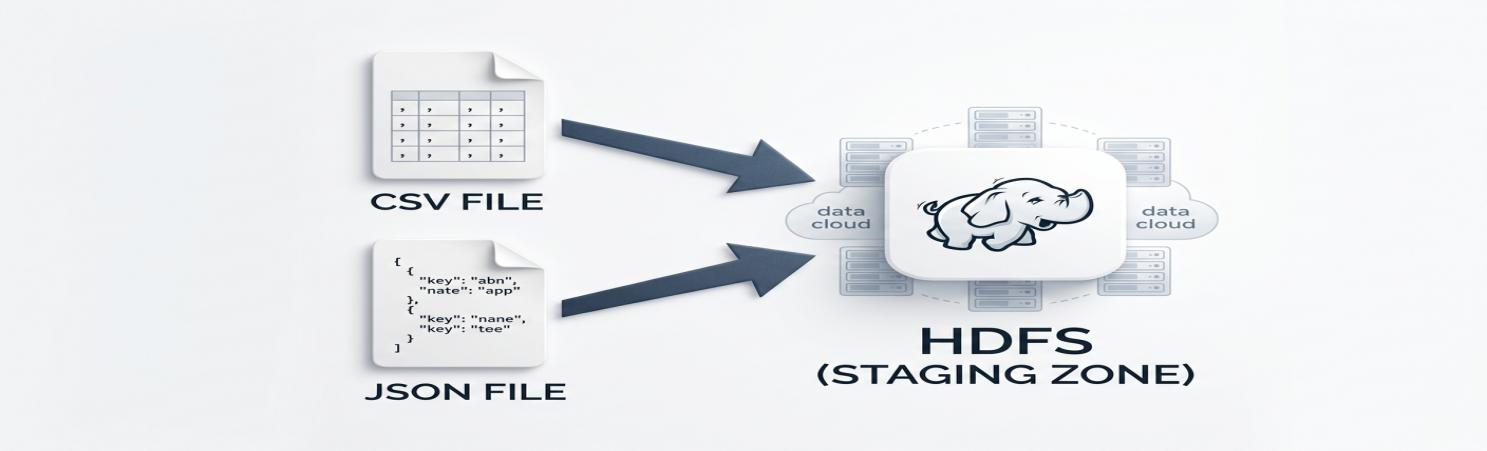 , , , ,
, , , ,
, , , ,
, , , ,
CSV FILE
{
{
"key": "abn",
"nate": "app"
},
{
"key": "nane",
"key": "tee"
}
]
JSON FILE
data
cloud
data
cloud
HDFS
(STAGING ZONE)